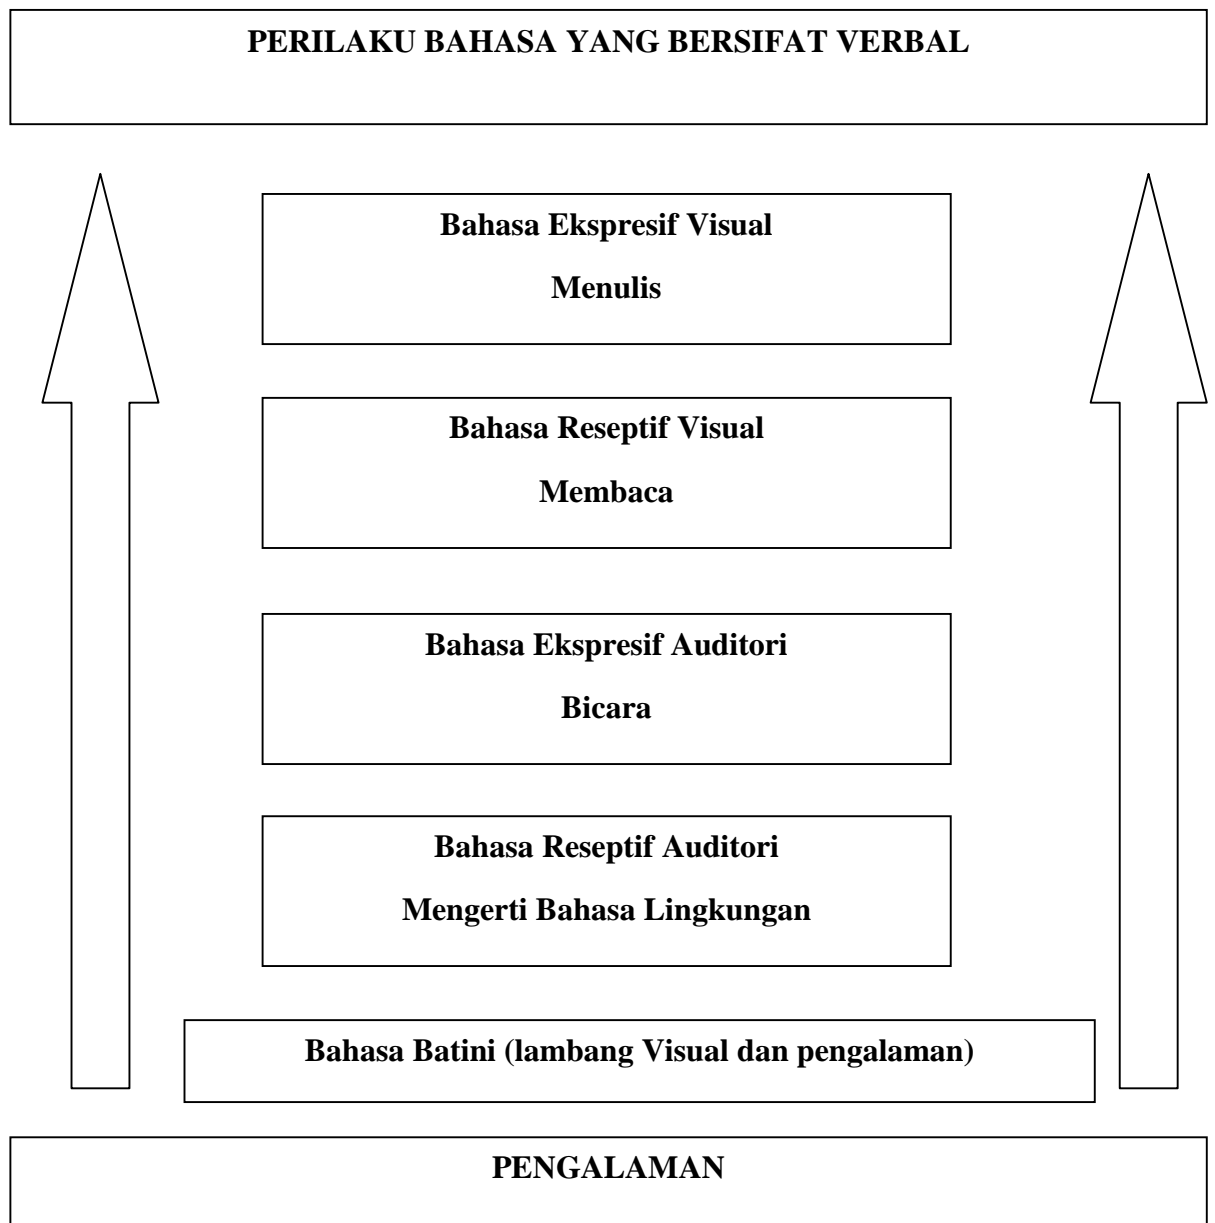 PERILAKU BAHASA YANG BERSIFAT VERBAL
Bahasa Ekspresif Visual
Menulis
Bahasa Reseptif Visual
Membaca
Bahasa Ekspresif Auditori
Bicara
Bahasa Reseptif Auditori
Mengerti Bahasa Lingkungan
Bahasa Batini (lambang Visual dan pengalaman)
PENGALAMAN